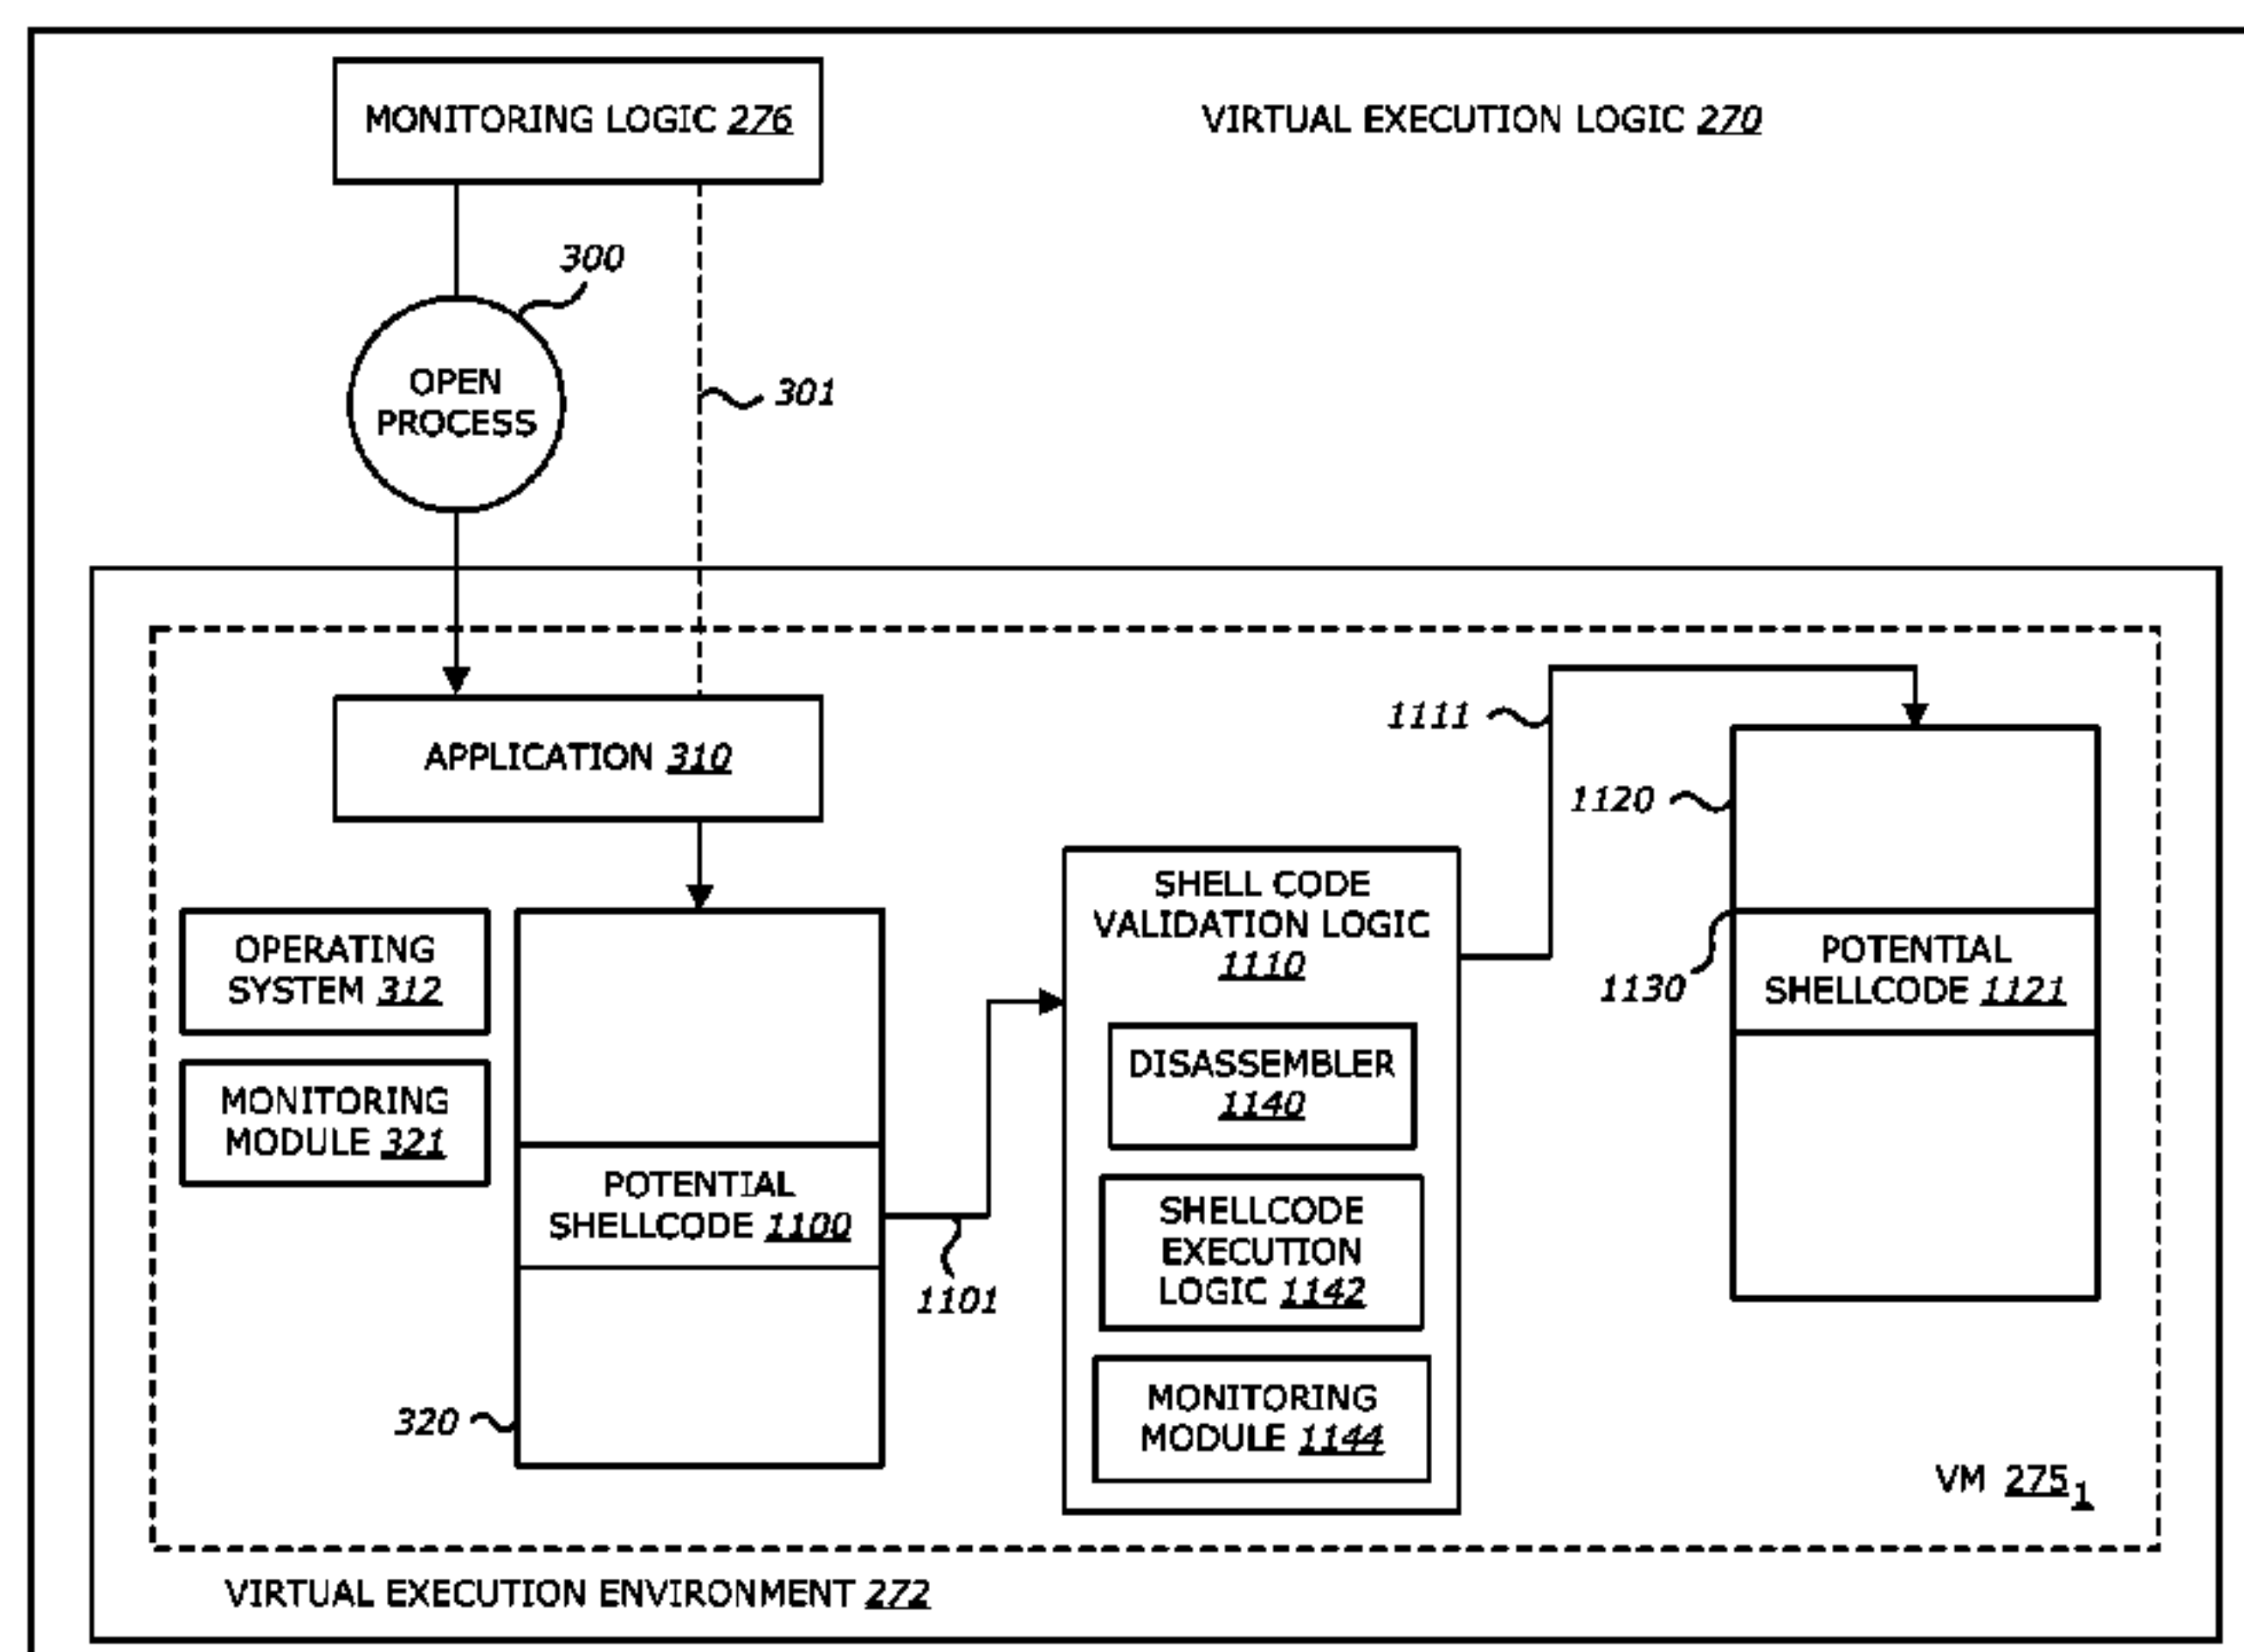 MONITORING LOGIC 276
VIRTUAL EXECUTION LOGIC 270
300
OPEN
PROCESS
301
APPLICATION 310
1111
1120
OPERATING
SYSTEM 312
MONITORING
MODULE 321
POTENTIAL
SHELLCODE 1100
1101
320
SHELL CODE
VALIDATION LOGIC
1110
DISASSEMBLER
1140
SHELLCODE
EXECUTION
LOGIC 1142
MONITORING
MODULE 1144
1130
POTENTIAL
SHELLCODE 1121
VM 275₁
VIRTUAL EXECUTION ENVIRONMENT 272